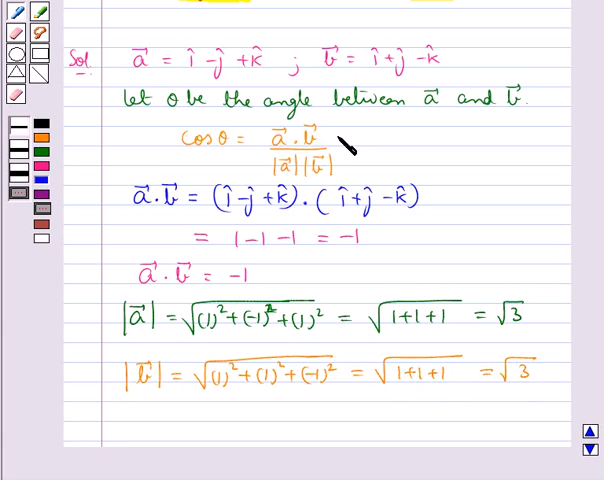 Sol a⃗ = î - ĵ + k̂ ; b⃗ = î + ĵ - k̂
Let θ be the angle between a⃗ and b⃗.
cosθ = a⃗ . b⃗ / |a⃗| |b⃗|
a⃗ . b⃗ = (î - ĵ + k̂) . (î + ĵ - k̂)
= 1 - 1 - 1 = -1
a⃗ . b⃗ = -1
|a⃗| = √((1)² + (-1)² + (1)²) = √(1+1+1) = √3
|b⃗| = √((1)² + (1)² + (-1)²) = √(1+1+1) = √3